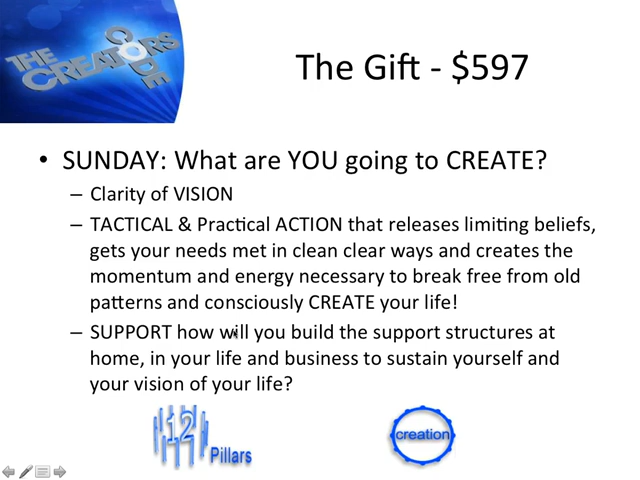 THE CREATORS
CODE
The Gift - $597
• SUNDAY: What are YOU going to CREATE?
– Clarity of VISION
– TACTICAL & Practical ACTION that releases limiting beliefs,
gets your needs met in clean clear ways and creates the
momentum and energy necessary to break free from old
patterns and consciously CREATE your life!
– SUPPORT how will you build the support structures at
home, in your life and business to sustain yourself and
your vision of your life?
12
Pillars
creation